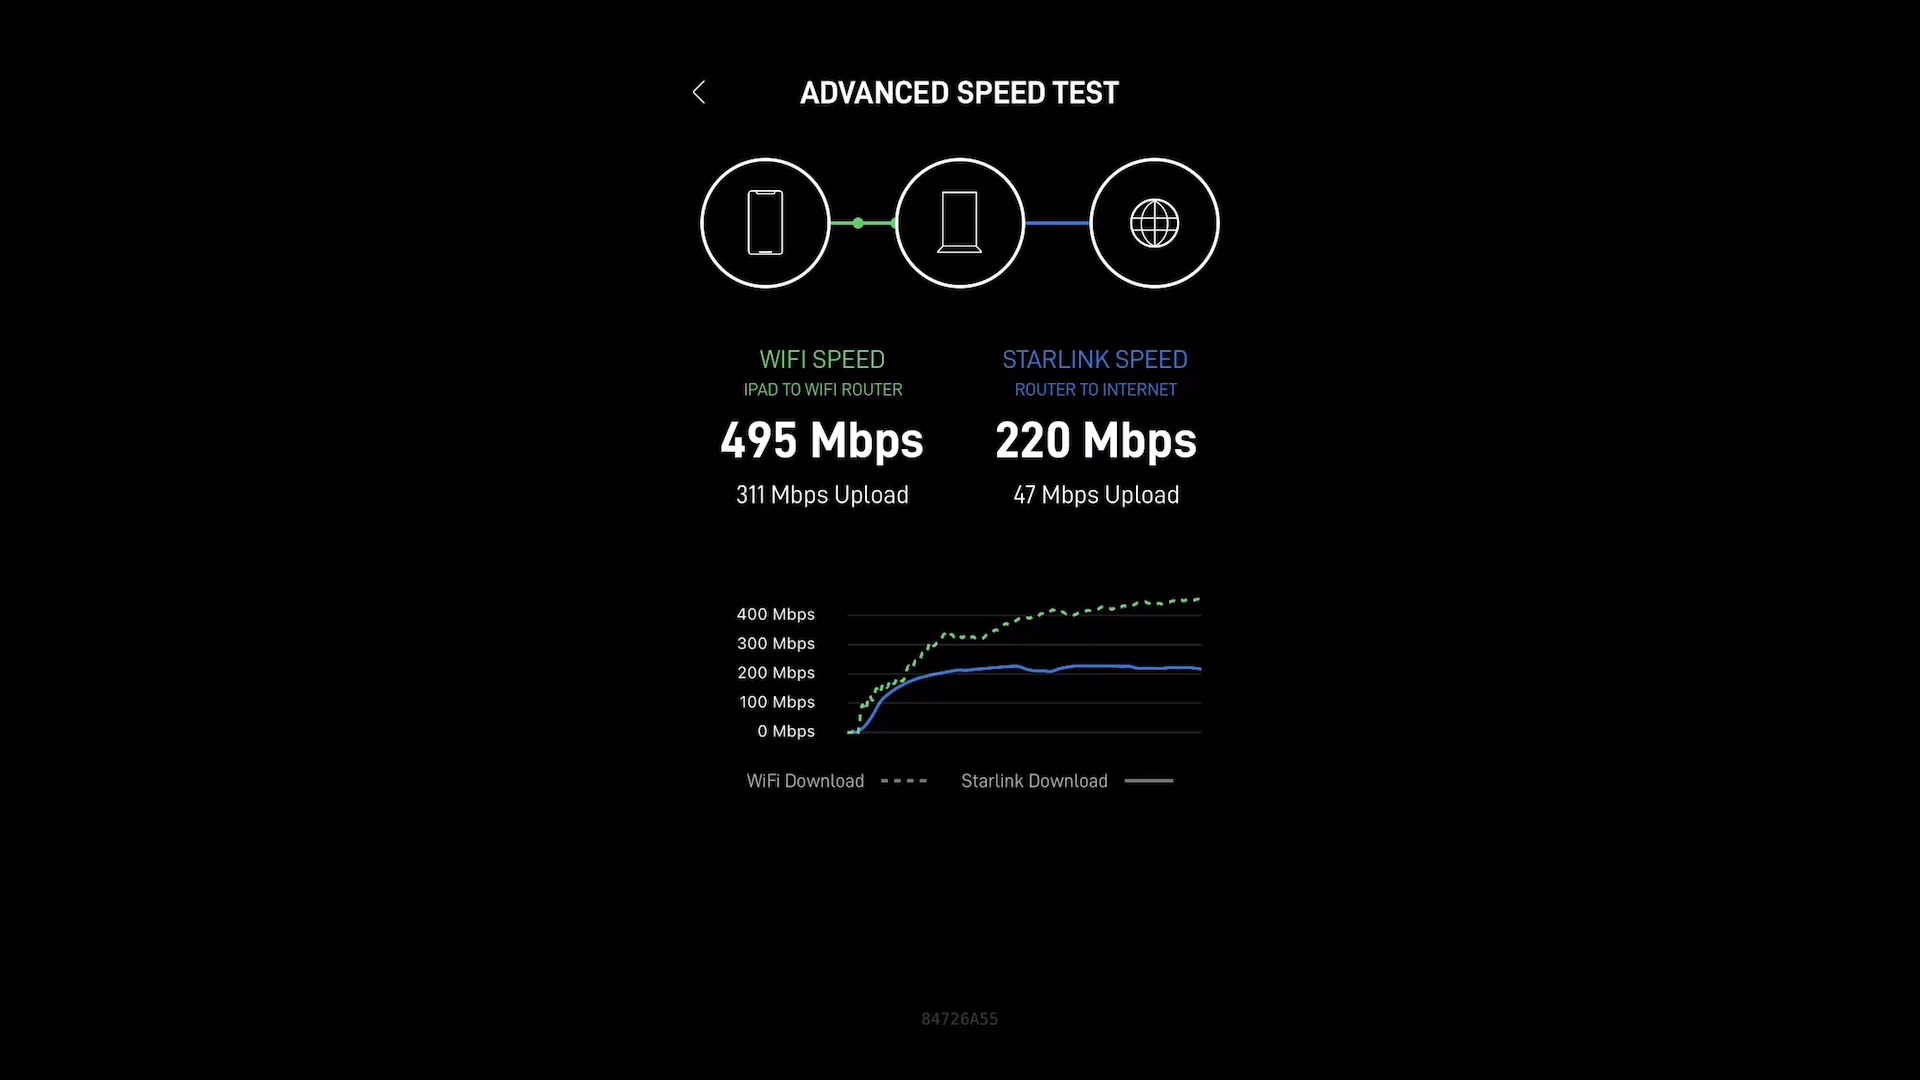 ADVANCED SPEED TEST
WIFI SPEED
IPAD TO WIFI ROUTER
495 Mbps
311 Mbps Upload
STARLINK SPEED
ROUTER TO INTERNET
220 Mbps
47 Mbps Upload
400 Mbps
300 Mbps
200 Mbps
100 Mbps
0 Mbps
WiFi Download
Starlink Download
84726A55